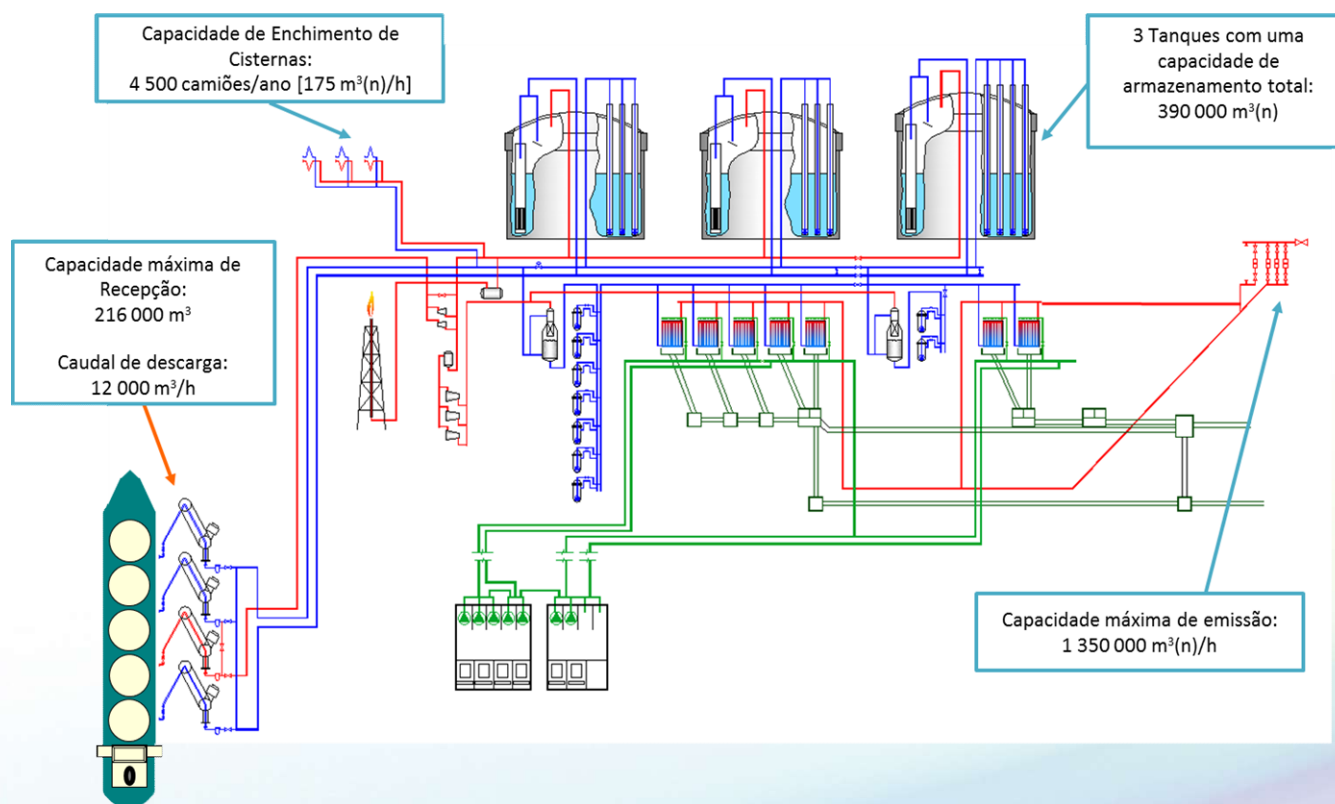 Capacidade de Enchimento de
Cisternas:
4 500 camiões/ano [175 m³(n)/h]
3 Tanques com uma
capacidade de
armazenamento total:
390 000 m³(n)
Capacidade máxima de
Recepção:
216 000 m³
Caudal de descarga:
12 000 m³/h
Capacidade máxima de emissão:
1 350 000 m³(n)/h